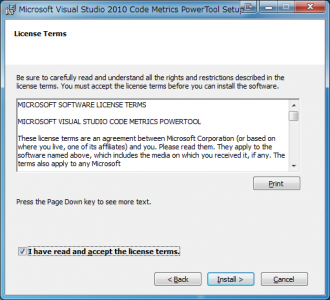 Microsoft Visual Studio 2010 Code Metrics PowerTool Setup
License Terms
Be sure to carefully read and understand all the rights and restrictions described in the
license terms. You must accept the license terms before you can install the software.
MICROSOFT SOFTWARE LICENSE TERMS
MICROSOFT VISUAL STUDIO 2010 CODE METRICS POWERTOOL
These license terms are an agreement between Microsoft Corporation (or based on
where you live, one of its affiliates) and you. Please read them. They apply to the
software named above, which includes the media on which you received it, if any. The
terms also apply to any Microsoft
Print
Press the Page Down key to see more text.
I have read and accept the license terms.
< Back
Install >
Cancel